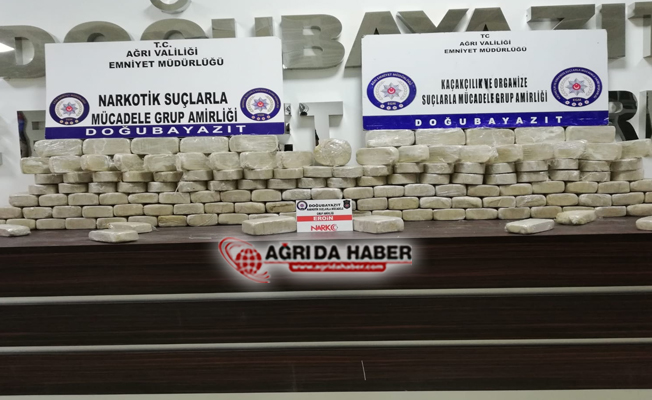 DOĞUBAYAZIT
T.C.
AĞRI VALİLİĞİ
EMNİYET MÜDÜRLÜĞÜ
NARKOTİK SUÇLARLA
MÜCADELE GRUP AMİRLİĞİ
DOĞUBAYAZIT
TC
AĞRI VALİLİĞİ
EMNİYET MÜDÜRLÜĞÜ
KAÇAKÇILIK VE ORGANİZE
SUÇLARLA MÜCADELE GRUP AMİRLİĞİ
DOĞUBAYAZIT
DOĞUBAYAZIT
EROİN
NARKO
AĞRI DA HABER
www.agridahaber.com